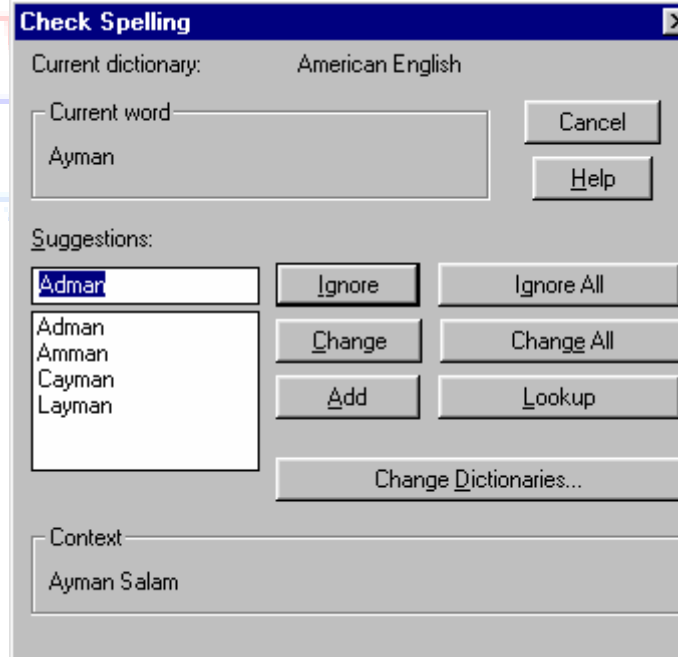 Check Spelling
Current dictionary: American English
Current word
Ayman
Cancel
Help
Suggestions:
Adman
Ignore
Ignore All
Adman
Amman
Cayman
Layman
Change
Change All
Add
Lookup
Change Dictionaries...
Context
Ayman Salam